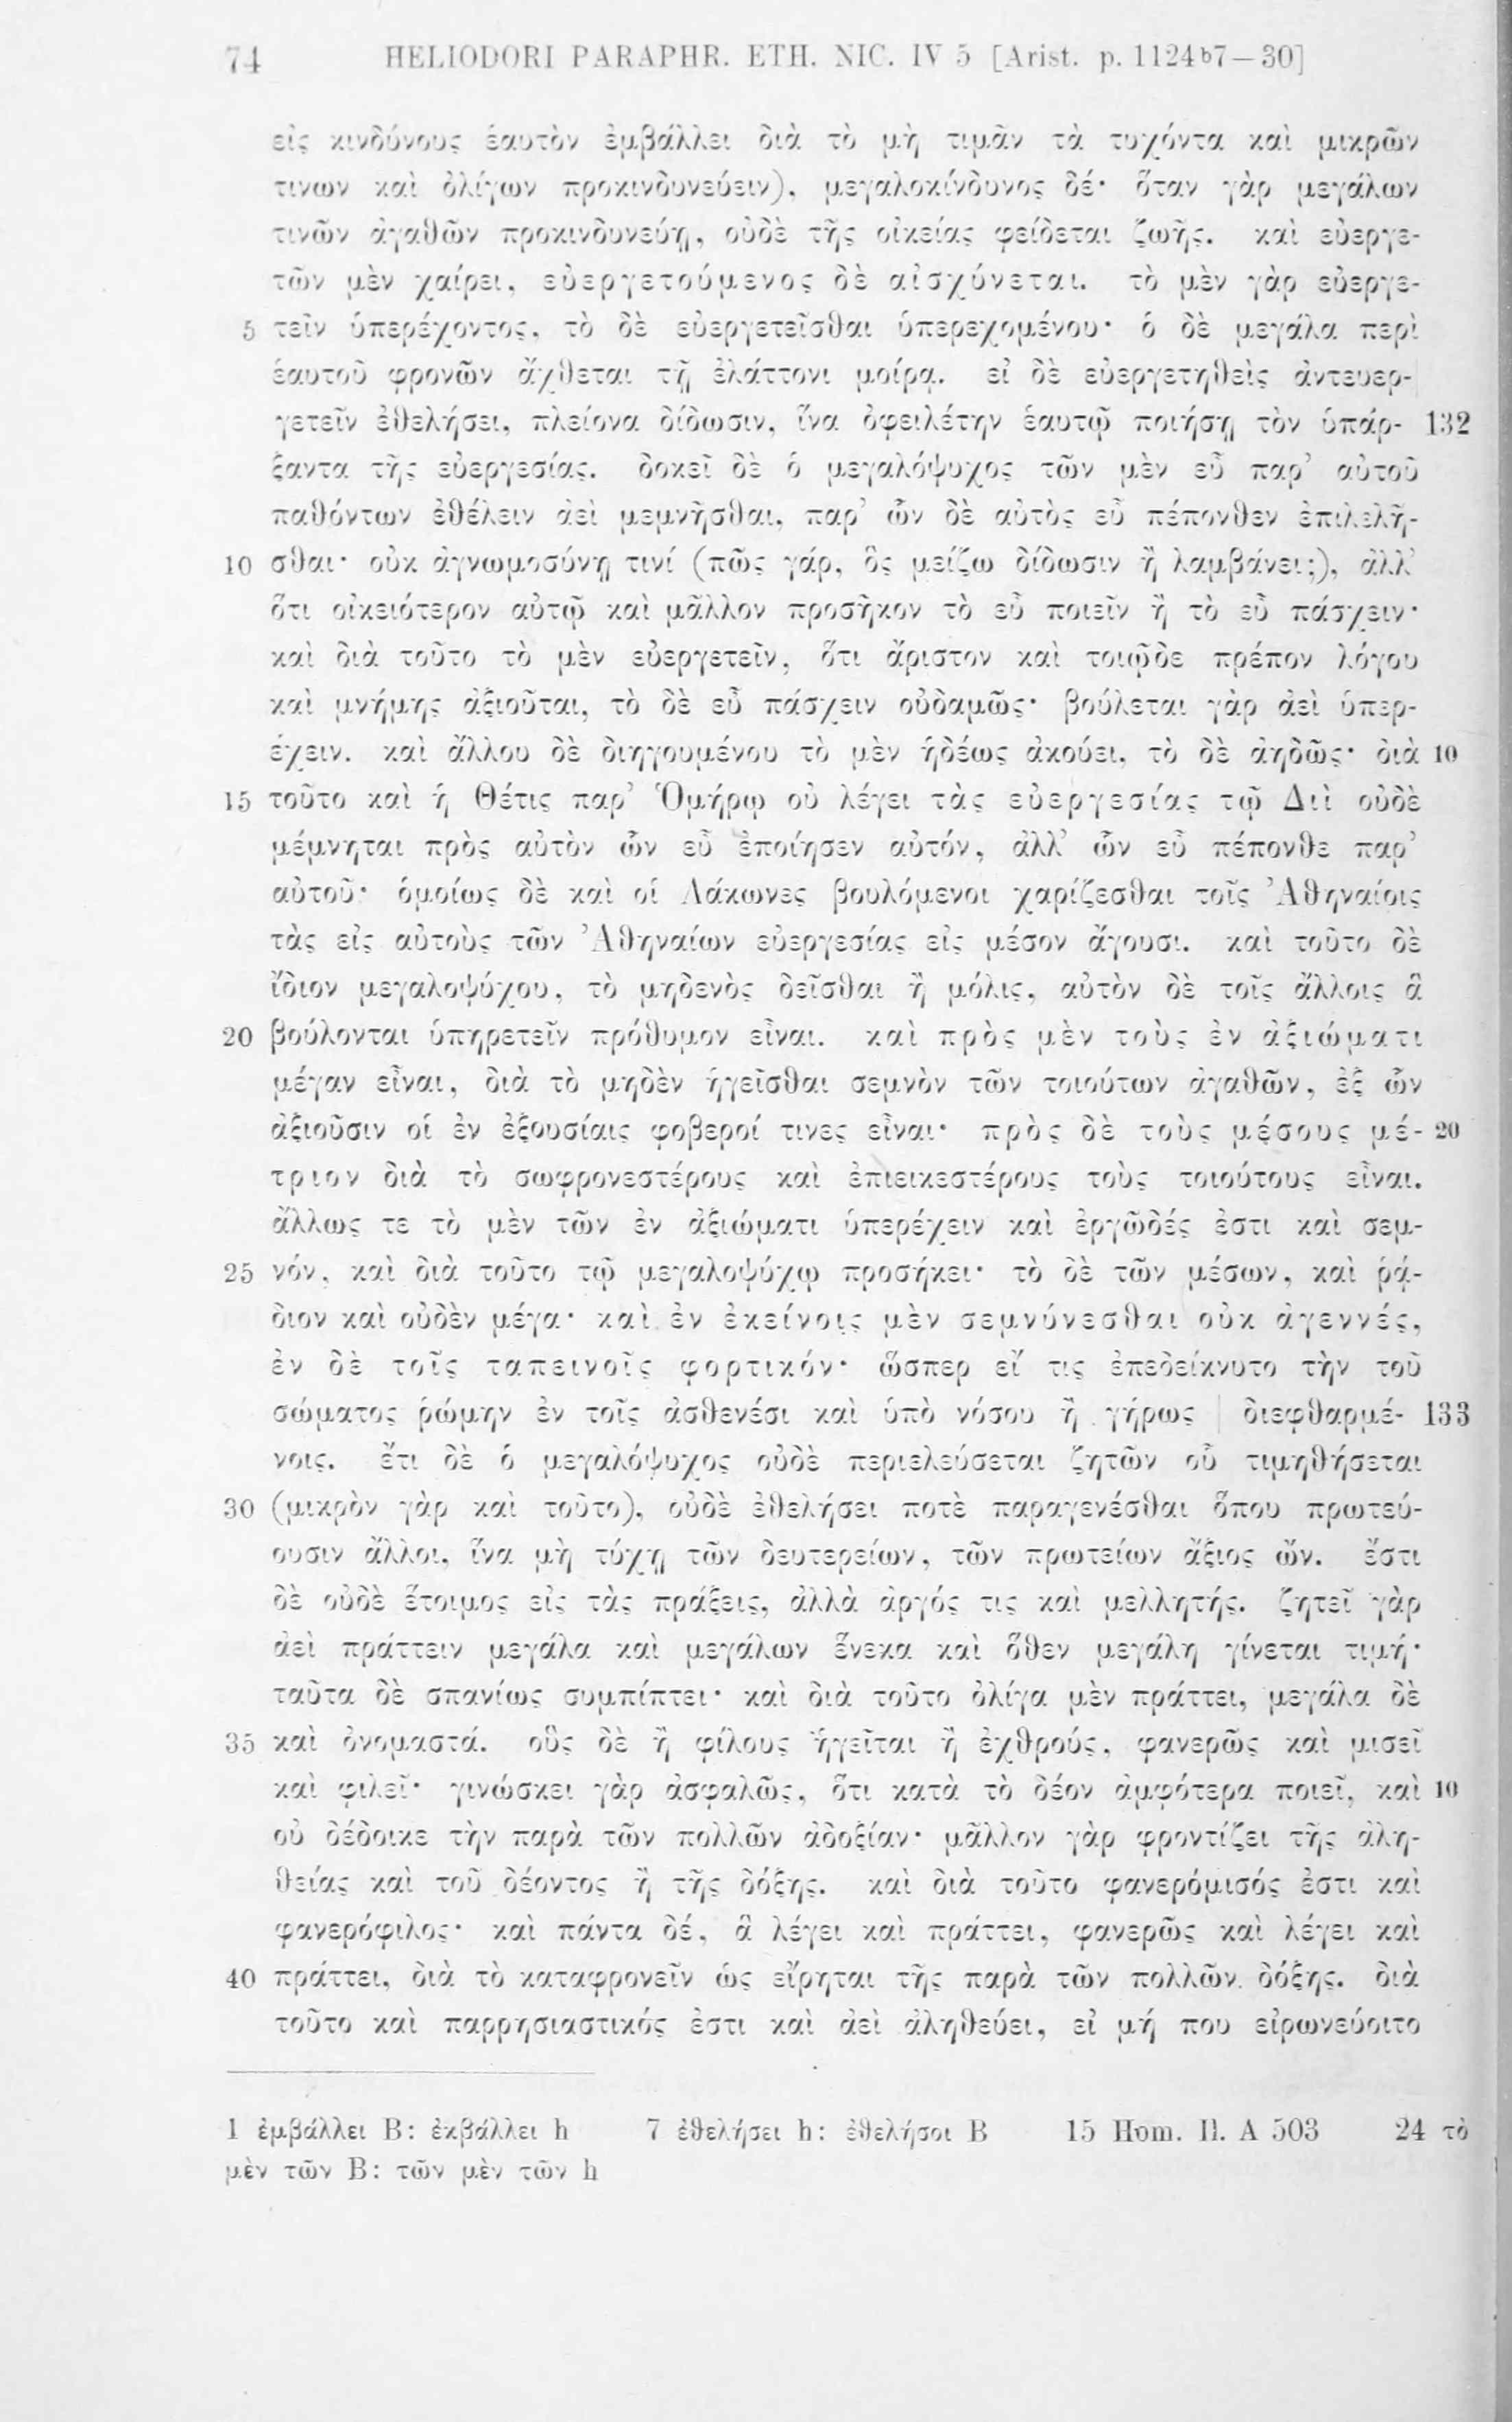 74 HELIODORI PARAPHR. ETH. NIC. IV 5 [Arist. p. 1124b7—30]
εἰς κινδύνους ἑαυτὸν ἐμβάλλει διὰ τὸ μὴ τιμᾶν τὰ τυχόντα καὶ μικρῶν
τινων καὶ ὀλίγων προκινδυνεύειν), μεγαλοκίνδυνος δέ· ὅταν γὰρ μεγάλων
τινῶν ἀγαθῶν προκινδυνεύῃ, οὐδὲ τῆς οἰκείας φείδεται ζωῆς. καὶ εὐεργε-
τῶν μὲν χαίρει, εὐεργετούμενος δὲ αἰσχύνεται. τὸ μὲν γὰρ εὐεργε-
5 τεῖν ὑπερέχοντος, τὸ δὲ εὐεργετεῖσθαι ὑπερεχομένου· ὁ δὲ μεγάλα περὶ
ἑαυτοῦ φρονῶν ἄχθεται τῇ ἐλάττονι μοίρᾳ. εἰ δὲ εὐεργετηθεὶς ἀντευερ-
γετεῖν ἐθελήσει, πλείονα δίδωσιν, ἵνα ὀφειλέτην ἑαυτῷ ποιήσῃ τὸν ὑπάρ- 132
ξαντα τῆς εὐεργεσίας. δοκεῖ δὲ ὁ μεγαλόψυχος τῶν μὲν εὖ παρ’ αὐτοῦ
παθόντων ἐθέλειν ἀεὶ μεμνῆσθαι, παρ’ ὧν δὲ αὐτὸς εὖ πέπονθεν ἐπιλελῆ-
10 σθαι· οὐκ ἀγνωμοσύνῃ τινί (πῶς γάρ, ὃς μείζω δίδωσιν ἢ λαμβάνει;), ἀλλ’
ὅτι οἰκειότερον αὐτῷ καὶ μᾶλλον προσῆκον τὸ εὖ ποιεῖν ἢ τὸ εὖ πάσχειν·
καὶ διὰ τοῦτο τὸ μὲν εὐεργετεῖν, ὅτι ἄριστον καὶ τοιῷδε πρέπον λόγου
καὶ μνήμης ἀξιοῦται, τὸ δὲ εὖ πάσχειν οὐδαμῶς· βούλεται γὰρ ἀεὶ ὑπερ-
έχειν. καὶ ἄλλου δὲ διηγουμένου τὸ μὲν ἡδέως ἀκούει, τὸ δὲ ἀηδῶς· διὰ 10
15 τοῦτο καὶ ἡ Θέτις παρ’ Ὁμήρῳ οὐ λέγει τὰς εὐεργεσίας τῷ Διὶ οὐδὲ
μέμνηται πρὸς αὐτὸν ὧν εὖ ἐποίησεν αὐτόν, ἀλλ’ ὧν εὖ πέπονθε παρ’
αὐτοῦ· ὁμοίως δὲ καὶ οἱ Λάκωνες βουλόμενοι χαρίζεσθαι τοῖς Ἀθηναίοις
τὰς εἰς αὐτοὺς τῶν Ἀθηναίων εὐεργεσίας εἰς μέσον ἄγουσι. καὶ τοῦτο δὲ
ἴδιον μεγαλοψύχου, τὸ μηδενὸς δεῖσθαι ἢ μόλις, αὐτὸν δὲ τοῖς ἄλλοις ἃ
20 βούλονται ὑπηρετεῖν πρόθυμον εἶναι. καὶ πρὸς μὲν τοὺς ἐν ἀξιώματι
μέγαν εἶναι, διὰ τὸ μηδὲν ἡγεῖσθαι σεμνὸν τῶν τοιούτων ἀγαθῶν, ἐξ ὧν
ἀξιοῦσιν οἱ ἐν ἐξουσίαις φοβεροί τινες εἶναι· πρὸς δὲ τοὺς μέσους μέ- 20
τριον διὰ τὸ σωφρονεστέρους καὶ ἐπιεικεστέρους τοὺς τοιούτους εἶναι.
ἄλλως τε τὸ μὲν τῶν ἐν ἀξιώματι ὑπερέχειν καὶ ἐργῶδές ἐστι καὶ σεμ-
25 νόν, καὶ διὰ τοῦτο τῷ μεγαλοψύχῳ προσήκει· τὸ δὲ τῶν μέσων, καὶ ῥᾴ-
διον καὶ οὐδὲν μέγα· καὶ ἐν ἐκείνοις μὲν σεμνύνεσθαι οὐκ ἀγεννές,
ἐν δὲ τοῖς ταπεινοῖς φορτικόν· ὥσπερ εἴ τις ἐπεδείκνυτο τὴν τοῦ
σώματος ῥώμην ἐν τοῖς ἀσθενέσι καὶ ὑπὸ νόσου ἢ γήρως | διεφθαρμέ- 133
νοις. ἔτι δὲ ὁ μεγαλόψυχος οὐδὲ περιελεύσεται ζητῶν οὗ τιμηθήσεται
30 (μικρὸν γὰρ καὶ τοῦτο), οὐδὲ ἐθελήσει ποτὲ παραγενέσθαι ὅπου πρωτεύ-
ουσιν ἄλλοι, ἵνα μὴ τύχῃ τῶν δευτερείων, τῶν πρωτείων ἄξιος ὤν. ἔστι
δὲ οὐδὲ ἕτοιμος εἰς τὰς πράξεις, ἀλλὰ ἀργός τις καὶ μελλητής. ζητεῖ γὰρ
ἀεὶ πράττειν μεγάλα καὶ μεγάλων ἕνεκα καὶ ὅθεν μεγάλη γίνεται τιμή·
ταῦτα δὲ σπανίως συμπίπτει· καὶ διὰ τοῦτο ὀλίγα μὲν πράττει, μεγάλα δὲ
35 καὶ ὀνομαστά. οὓς δὲ ἢ φίλους ἡγεῖται ἢ ἐχθρούς, φανερῶς καὶ μισεῖ
καὶ φιλεῖ· γινώσκει γὰρ ἀσφαλῶς, ὅτι κατὰ τὸ δέον ἀμφότερα ποιεῖ, καὶ 10
οὐ δέδοικε τὴν παρὰ τῶν πολλῶν ἀδοξίαν· μᾶλλον γὰρ φροντίζει τῆς ἀλη-
θείας καὶ τοῦ δέοντος ἢ τῆς δόξης. καὶ διὰ τοῦτο φανερόμισός ἐστι καὶ
φανερόφιλος· καὶ πάντα δέ, ἃ λέγει καὶ πράττει, φανερῶς καὶ λέγει καὶ
40 πράττει, διὰ τὸ καταφρονεῖν ὡς εἴρηται τῆς παρὰ τῶν πολλῶν δόξης. διὰ
τοῦτο καὶ παρρησιαστικός ἐστι καὶ ἀεὶ ἀληθεύει, εἰ μή που εἰρωνεύοιτο
1 ἐμβάλλει B: ἐκβάλλει h 7 ἐθελήσει h: ἐθελήσοι B 15 Hom. Il. A 503 24 τὸ
μὲν τῶν B: τῶν μὲν τῶν h